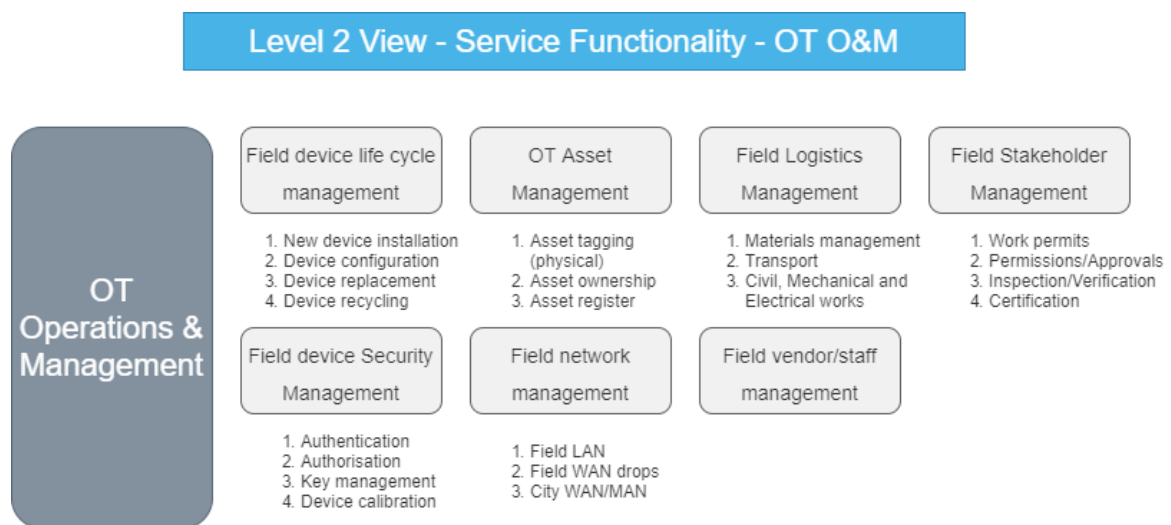 Level 2 View - Service Functionality - OT O&M
OT
Operations &
Management
Field device life cycle
management
1. New device installation
2. Device configuration
3. Device replacement
4. Device recycling
OT Asset
Management
1. Asset tagging
(physical)
2. Asset ownership
3. Asset register
Field Logistics
Management
1. Materials management
2. Transport
3. Civil, Mechanical and
Electrical works
Field Stakeholder
Management
1. Work permits
2. Permissions/Approvals
3. Inspection/Verification
4. Certification
Field device Security
Management
1. Authentication
2. Authorisation
3. Key management
4. Device calibration
Field network
management
1. Field LAN
2. Field WAN drops
3. City WAN/MAN
Field vendor/staff
management